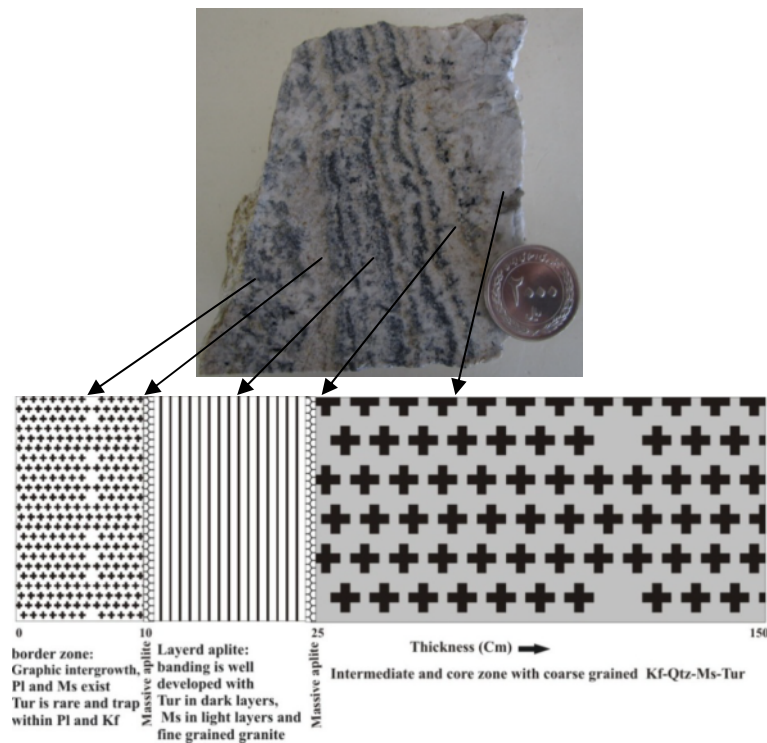 ۲۰۰۰
0
10
25
150
border zone:
Graphic intergrowth,
Pl and Ms exist
Tur is rare and trap
within Pl and Kf
Massive aplite
Layerd aplite:
banding is well
developed with
Tur in dark layers,
Ms in light layers and
fine grained granite
Massive aplite
Thickness (Cm)
Intermediate and core zone with coarse grained Kf-Qtz-Ms-Tur